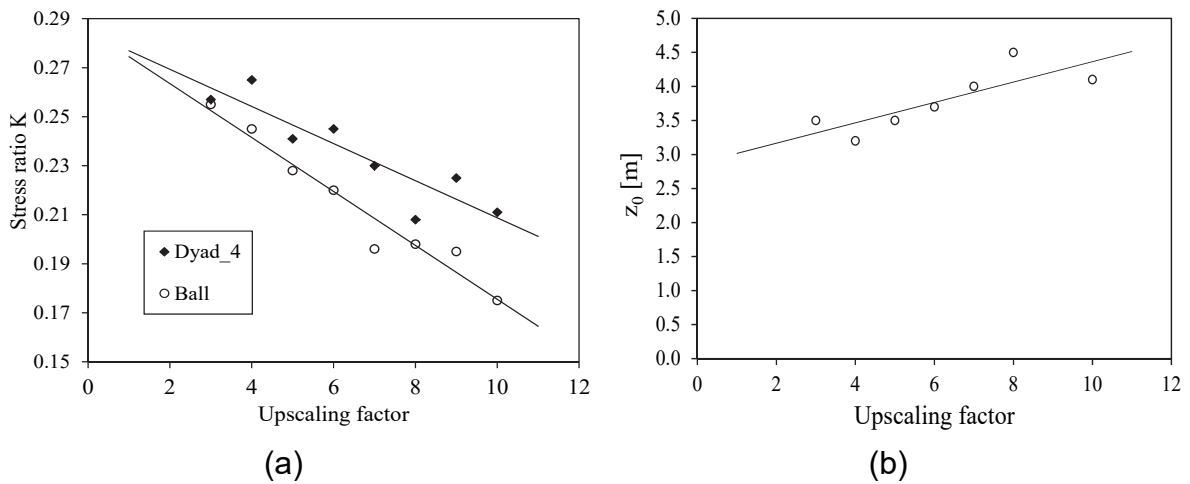 0.29
0.27
0.25
0.23
0.21
0.19
0.17
0.15
Stress ratio K
Dyad_4
Ball
0 2 4 6 8 10 12
Upscaling factor
(a)
5.0
4.5
4.0
3.5
3.0
2.5
2.0
1.5
1.0
0.5
0.0
z0 [m]
0 2 4 6 8 10 12
Upscaling factor
(b)